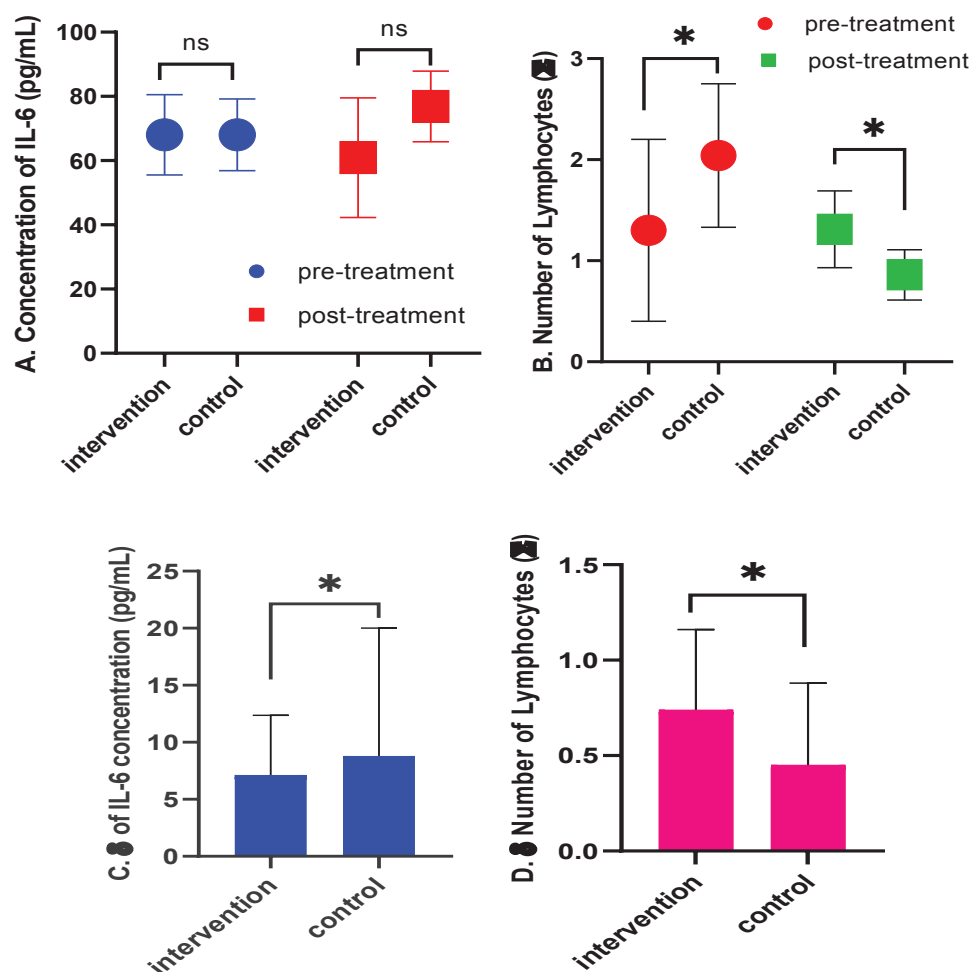 A. Concentration of IL-6 (pg/mL)
100
80
60
40
20
0
ns
ns
pre-treatment
post-treatment
intervention
control
intervention
control
B. Number of Lymphocytes (
3
2
1
0
*
*
pre-treatment
post-treatment
intervention
control
intervention
control
C. of IL-6 concentration (pg/mL)
25
20
15
10
5
0
*
intervention
control
D. Number of Lymphocytes (
1.5
1.0
0.5
0.0
*
intervention
control